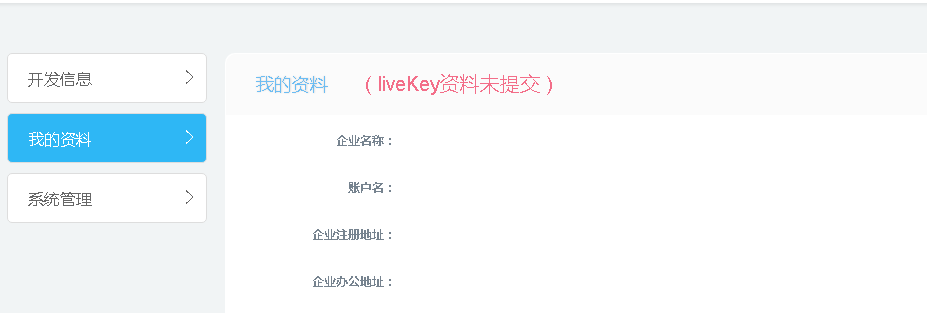 开发信息
我的资料
系统管理
我的资料 （liveKey资料未提交）
企业名称：
账户名：
企业注册地址：
企业办公地址：